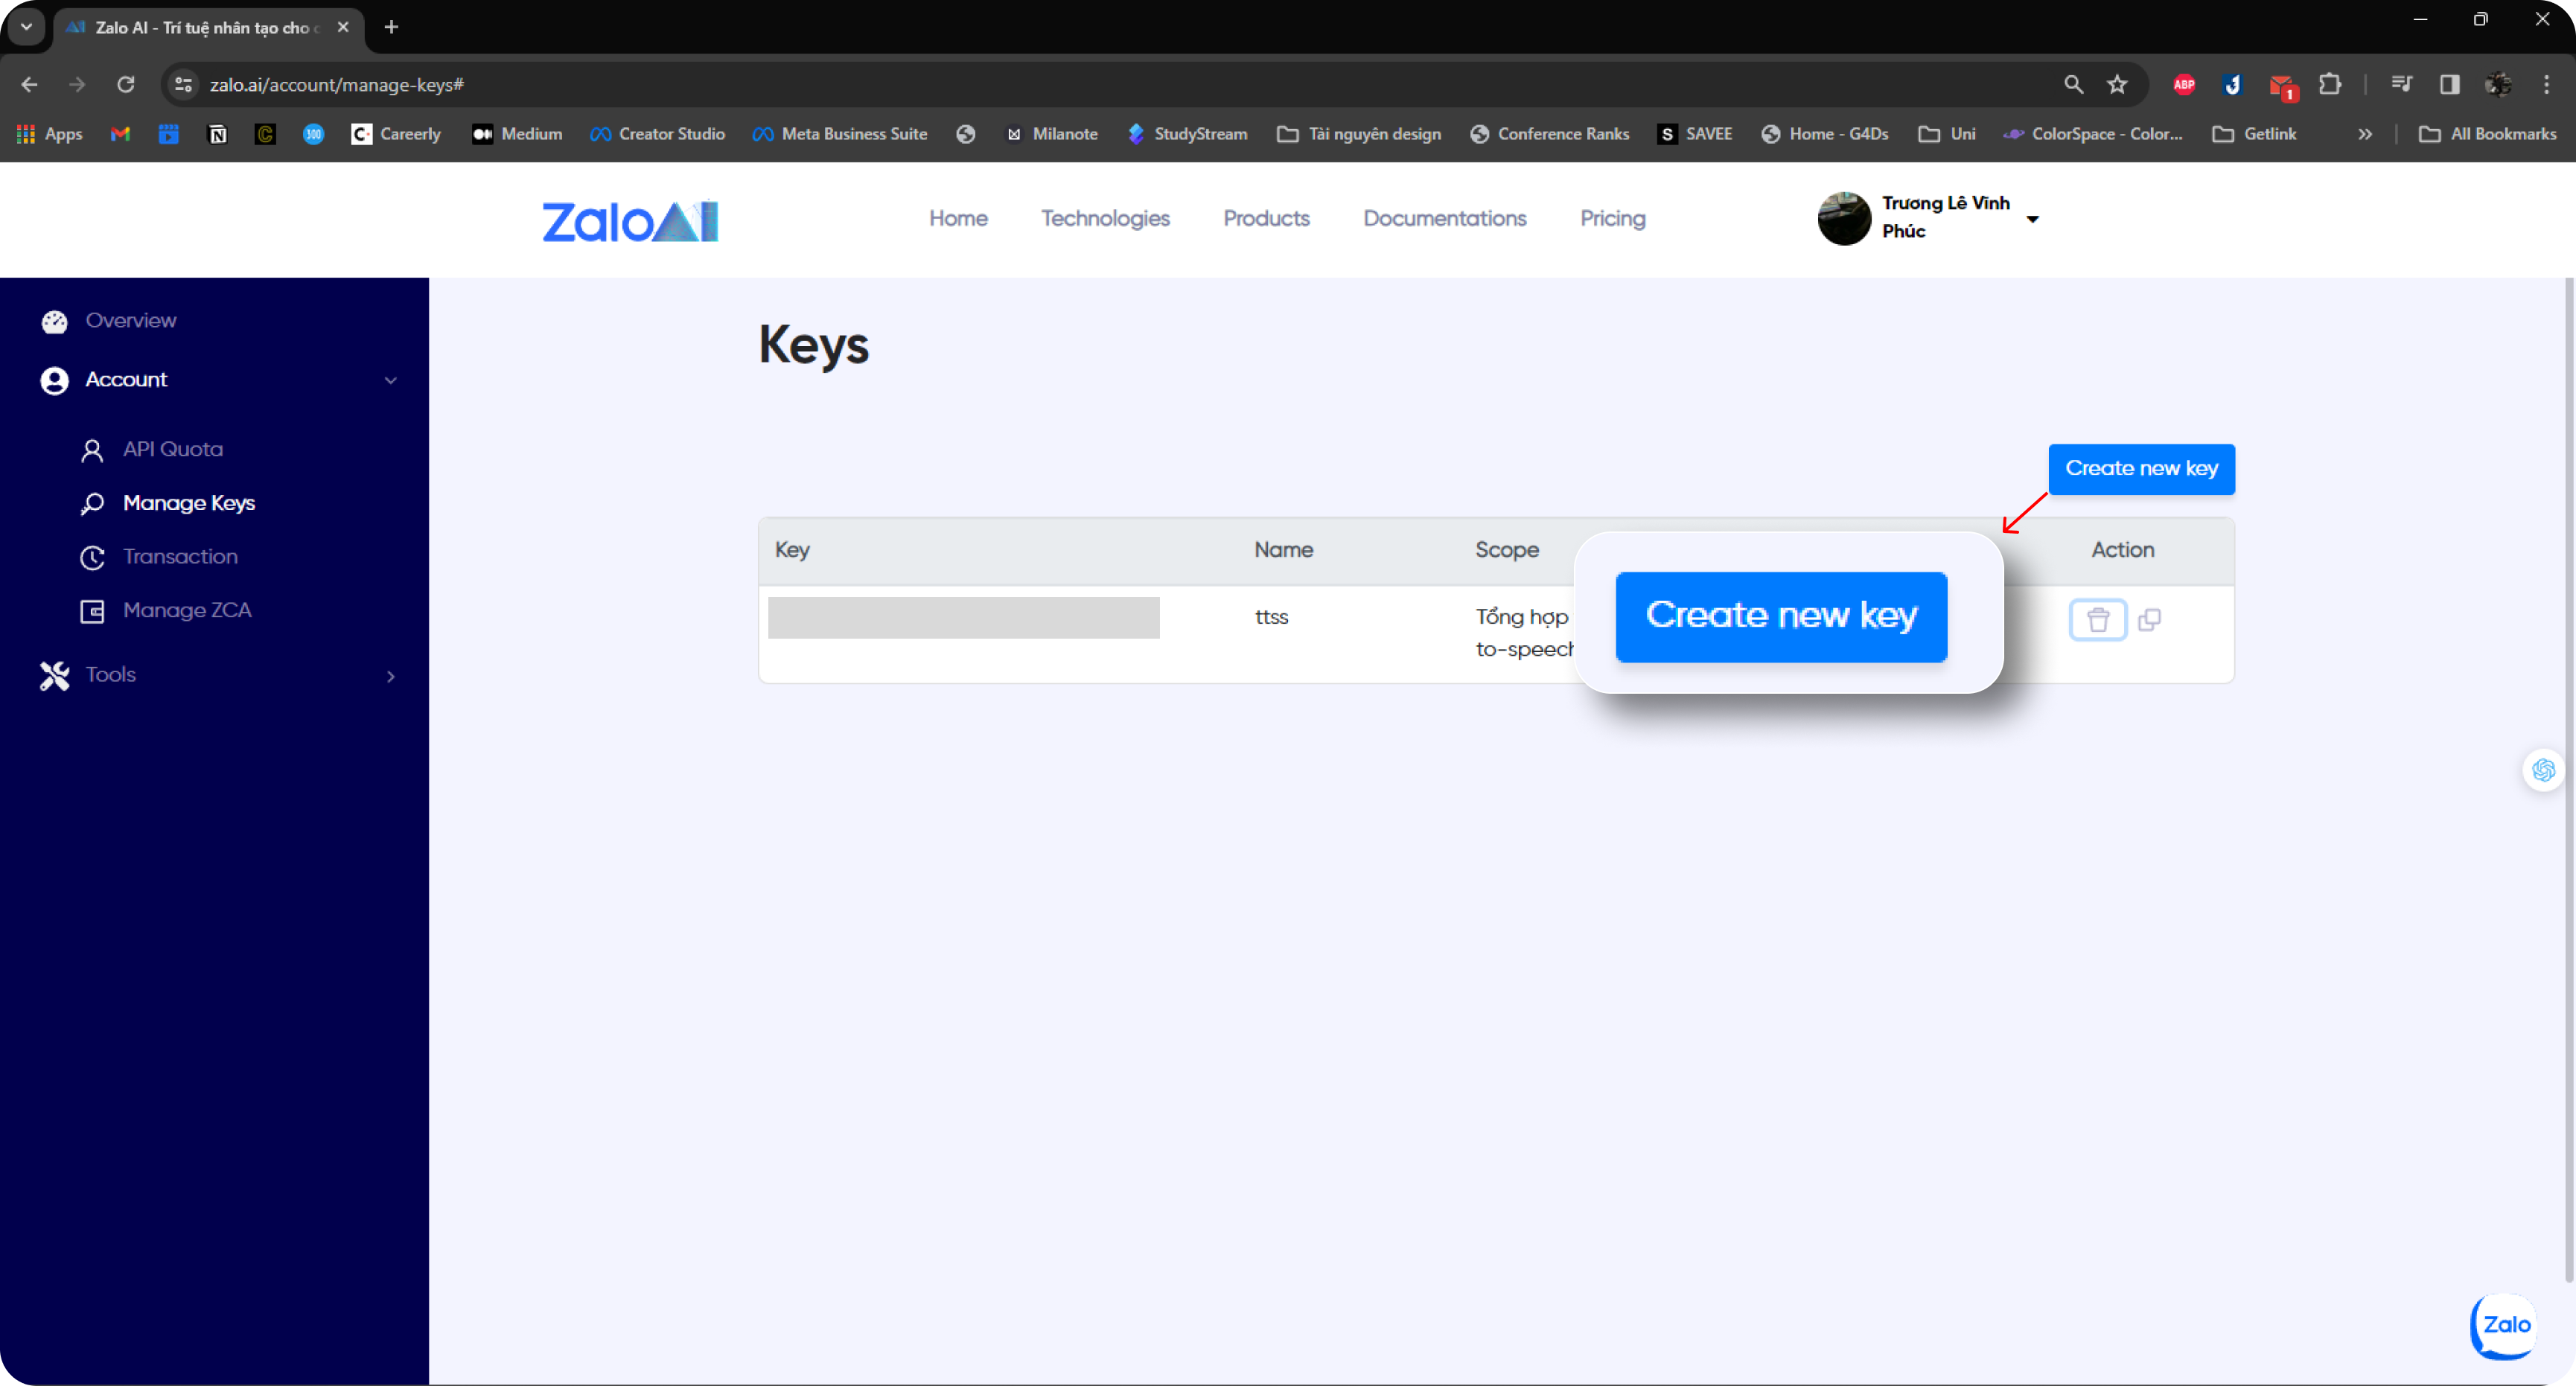 Zalo AI - Trí tuệ nhân tạo cho
zalo.ai/account/manage-keys#
ABP
1
Apps
300
Careerly
Medium
Creator Studio
Meta Business Suite
Milanote
StudyStream
Tài nguyên design
Conference Ranks
S SAVEE
Home - G4Ds
Uni
ColorSpace - Color...
Getlink
All Bookmarks
ZaloAI
Home
Technologies
Products
Documentations
Pricing
Trương Lê Vĩnh
Phúc
Overview
Account
API Quota
Manage Keys
Transaction
Manage ZCA
Tools
Keys
Create new key
Key
Name
Scope
Action
ttss
Tổng hợp
to-speech
Create new key
Zalo